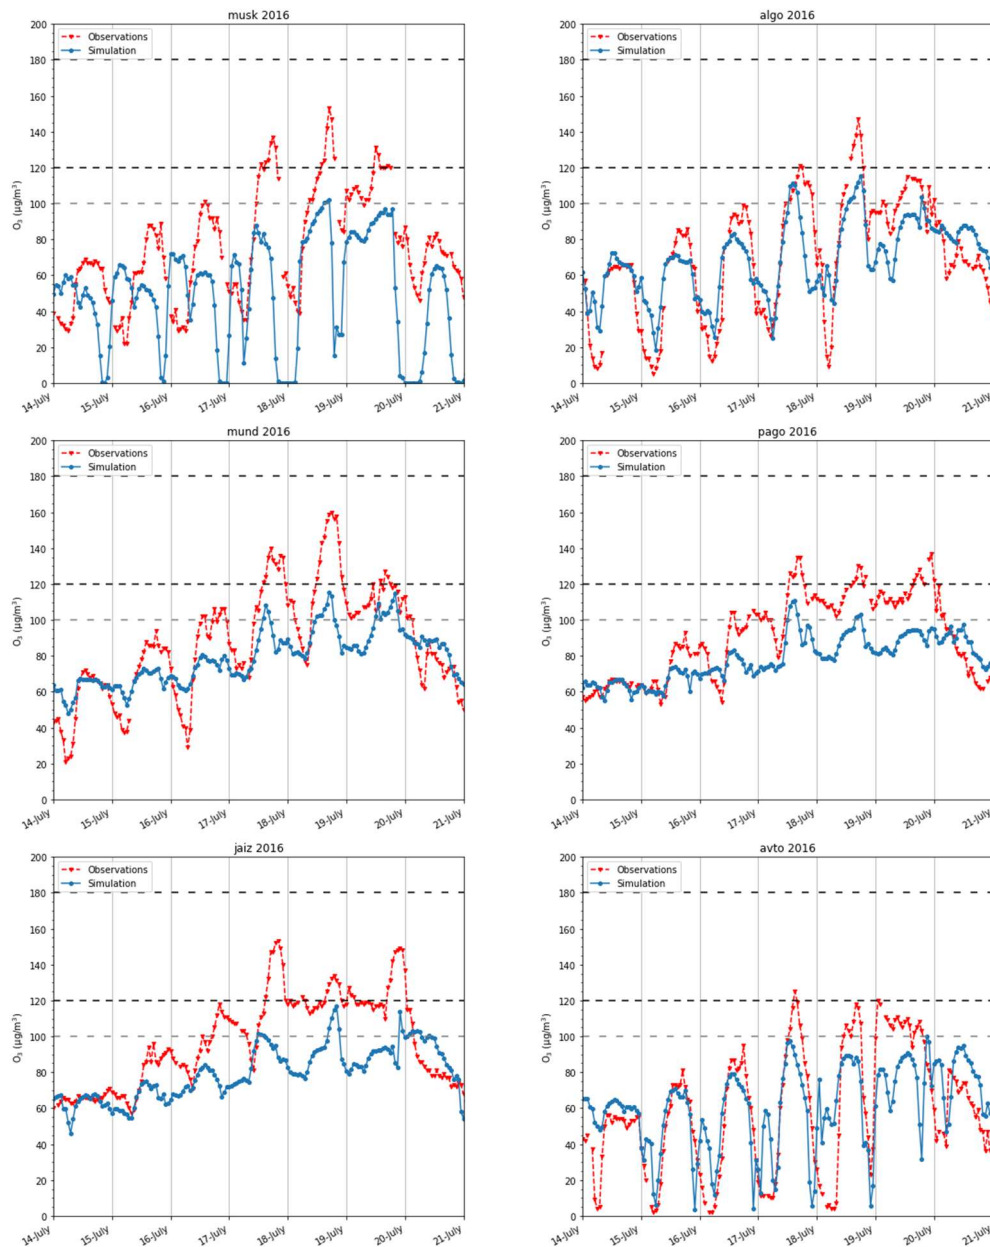 musk 2016
Observations
Simulation
O₃ (µg/m³)
200
180
160
140
120
100
80
60
40
20
0
14-july
15-july
16-july
17-july
18-july
19-july
20-july
21-july
algo 2016
Observations
Simulation
O₃ (µg/m³)
200
180
160
140
120
100
80
60
40
20
0
14-july
15-july
16-july
17-july
18-july
19-july
20-july
21-july
mund 2016
Observations
Simulation
O₃ (µg/m³)
200
180
160
140
120
100
80
60
40
20
0
14-july
15-july
16-july
17-july
18-july
19-july
20-july
21-july
pago 2016
Observations
Simulation
O₃ (µg/m³)
200
180
160
140
120
100
80
60
40
20
0
14-july
15-july
16-july
17-july
18-july
19-july
20-july
21-july
jaiz 2016
Observations
Simulation
O₃ (µg/m³)
200
180
160
140
120
100
80
60
40
20
0
14-july
15-july
16-july
17-july
18-july
19-july
20-july
21-july
avto 2016
Observations
Simulation
O₃ (µg/m³)
200
180
160
140
120
100
80
60
40
20
0
14-july
15-july
16-july
17-july
18-july
19-july
20-july
21-july